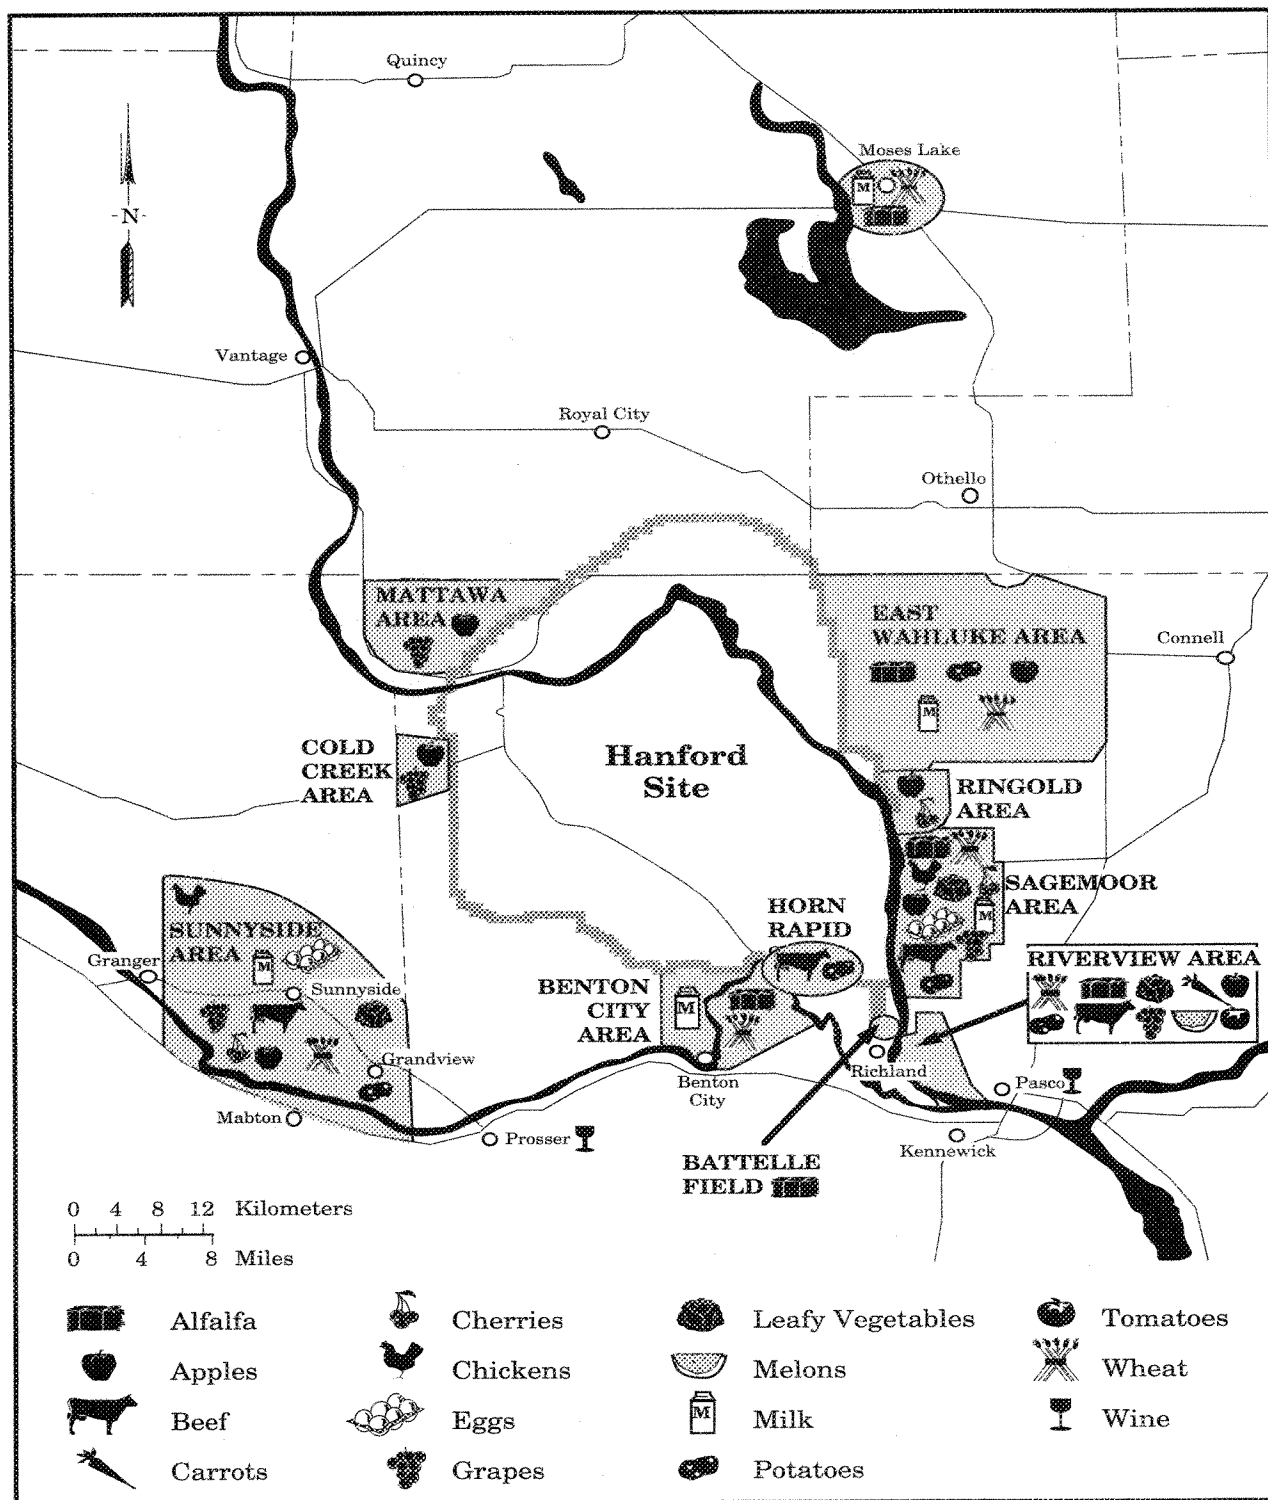 Quincy
Moses Lake
M
-N-
Vantage
Royal City
Othello
MATTAWA
AREA
EAST
WAHLUKE AREA
Connell
M
COLD
CREEK
AREA
Hanford
Site
RINGOLD
AREA
SAGEMOOR
AREA
M
HORN
RAPID
SUNNYSIDE
AREA
M
Granger
Sunnyside
RIVERVIEW AREA
BENTON
CITY
AREA
M
Grandview
Benton
City
Richland
Pasco
Mabton
Prosser
Kennewick
BATTELLE
FIELD
0 4 8 12 Kilometers
0 4 8 Miles
Alfalfa
Cherries
Leafy Vegetables
Tomatoes
Apples
Chickens
Melons
Wheat
Beef
Eggs
M
Milk
Wine
Carrots
Grapes
Potatoes